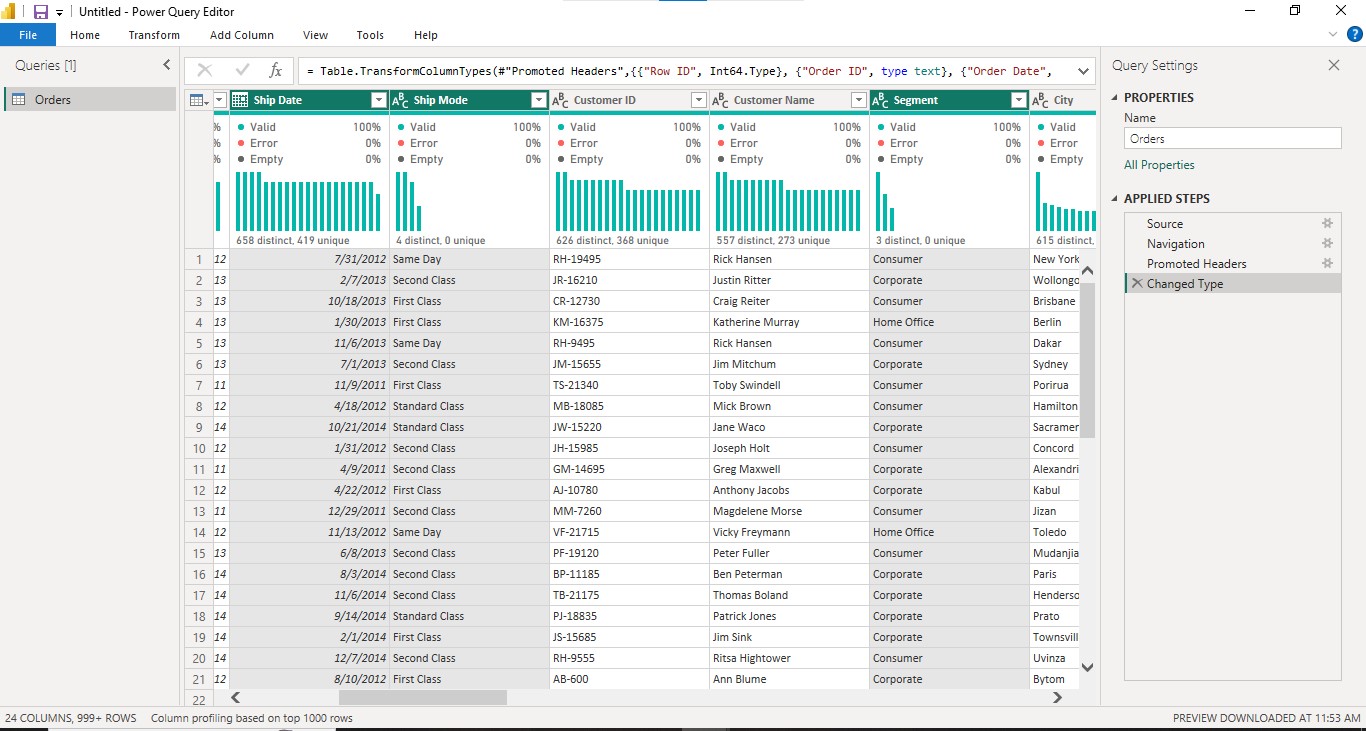 Untitled - Power Query Editor
File Home Transform Add Column View Tools Help
?
Queries [1]
Orders
fx = Table.TransformColumnTypes(#"Promoted Headers",{{"Row ID", Int64.Type}, {"Order ID", type text}, {"Order Date",
Ship Date ABC Ship Mode ABC Customer ID ABC Customer Name ABC Segment ABC City
% Valid 100% Valid 100% Valid 100% Valid 100% Valid 100% Valid
% Error 0% Error 0% Error 0% Error 0% Error 0% Error
% Empty 0% Empty 0% Empty 0% Empty 0% Empty 0% Empty
658 distinct, 419 unique 4 distinct, 0 unique 626 distinct, 368 unique 557 distinct, 273 unique 3 distinct, 0 unique 615 distinct,
1 12 7/31/2012 Same Day RH-19495 Rick Hansen Consumer New York
2 13 2/7/2013 Second Class JR-16210 Justin Ritter Corporate Wollongo
3 13 10/18/2013 First Class CR-12730 Craig Reiter Consumer Brisbane
4 13 1/30/2013 First Class KM-16375 Katherine Murray Home Office Berlin
5 13 11/6/2013 Same Day RH-9495 Rick Hansen Consumer Dakar
6 13 7/1/2013 Second Class JM-15655 Jim Mitchum Corporate Sydney
7 11 11/9/2011 First Class TS-21340 Toby Swindell Consumer Porirua
8 12 4/18/2012 Standard Class MB-18085 Mick Brown Consumer Hamilton
9 14 10/21/2014 Standard Class JW-15220 Jane Waco Corporate Sacramer
10 12 1/31/2012 Second Class JH-15985 Joseph Holt Consumer Concord
11 11 4/9/2011 Second Class GM-14695 Greg Maxwell Corporate Alexandri
12 12 4/22/2012 First Class AJ-10780 Anthony Jacobs Corporate Kabul
13 11 12/29/2011 Second Class MM-7260 Magdelene Morse Consumer Jizan
14 12 11/13/2012 Same Day VF-21715 Vicky Freymann Home Office Toledo
15 13 6/8/2013 Second Class PF-19120 Peter Fuller Consumer Mudanjia
16 14 8/3/2014 Second Class BP-11185 Ben Peterman Corporate Paris
17 14 11/6/2014 Second Class TB-21175 Thomas Boland Corporate Henderso
18 14 9/14/2014 Standard Class PJ-18835 Patrick Jones Corporate Prato
19 14 2/1/2014 First Class JS-15685 Jim Sink Corporate Townsvill
20 14 12/7/2014 Second Class RH-9555 Ritsa Hightower Consumer Uvinza
21 12 8/10/2012 First Class AB-600 Ann Blume Corporate Bytom
22
Query Settings
PROPERTIES
Name
Orders
All Properties
APPLIED STEPS
Source
Navigation
Promoted Headers
Changed Type
24 COLUMNS, 999+ ROWS Column profiling based on top 1000 rows PREVIEW DOWNLOADED AT 11:53 AM